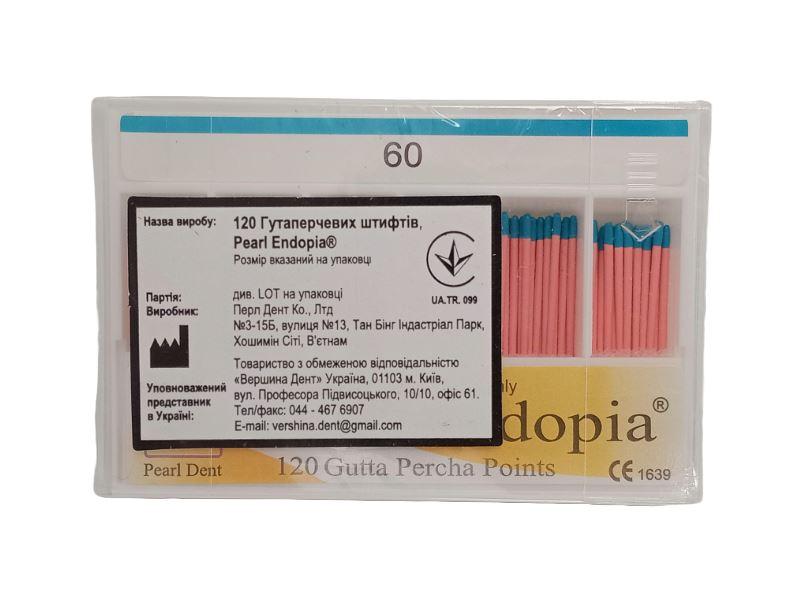 60
Назва виробу: 120 Гутаперчевих штифтів,
Pearl Endopia®
Розмір вказаний на упаковці
UA.TR. 099
Партія: див. LOT на упаковці
Виробник: Перл Дент Ко., Лтд
№3-15Б, вулиця №13, Тан Бінг Індастріал Парк,
Хошимін Сіті, В'єтнам
Уповноважений представник в Україні: Товариство з обмеженою відповідальністю
«Вершина Дент» Україна, 01103 м. Київ,
вул. Професора Підвисоцького, 10/10, офіс 61.
Тел/факс: 044 - 467 6907
E-mail: vershina.dent@gmail.com
nly
dopia®
Pearl Dent
120 Gutta Percha Points
CE 1639